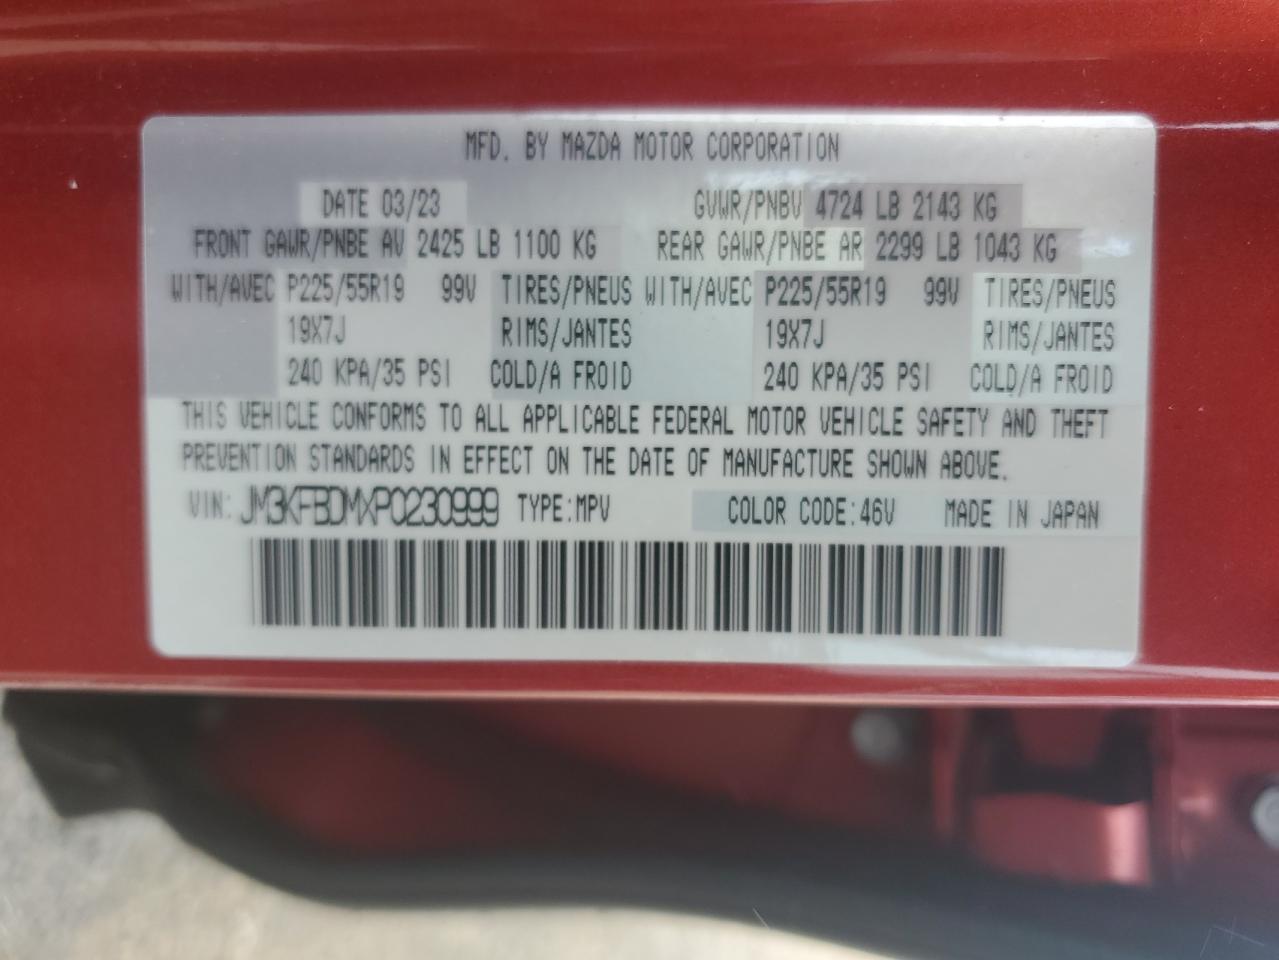 MFD. BY MAZDA MOTOR CORPORATION
DATE 03/23 GVWR/PNBV 4724 LB 2143 KG
FRONT GAWR/PNBE AV 2425 LB 1100 KG REAR GAWR/PNBE AR 2299 LB 1043 KG
WITH/AVEC P225/55R19 99V TIRES/PNEUS WITH/AVEC P225/55R19 99V TIRES/PNEUS
19X7J RIMS/JANTES 19X7J RIMS/JANTES
240 KPA/35 PSI COLD/A FROID 240 KPA/35 PSI COLD/A FROID
THIS VEHICLE CONFORMS TO ALL APPLICABLE FEDERAL MOTOR VEHICLE SAFETY AND THEFT
PREVENTION STANDARDS IN EFFECT ON THE DATE OF MANUFACTURE SHOWN ABOVE.
VIN: JM3KFBDMXP0230999 TYPE:MPV COLOR CODE:46V MADE IN JAPAN